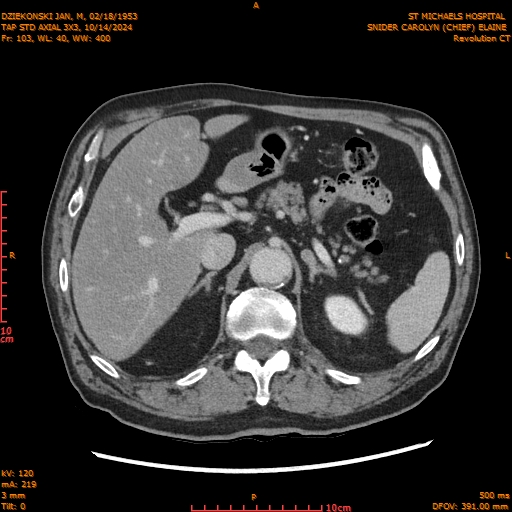 A
DZIEKONSKI JAN, M, 02/18/1953
TAP STD AXIAL 3X3, 10/14/2024
Fr: 103, WL: 40, WW: 400
ST MICHAELS HOSPITAL
SNIDER CAROLYN (CHIEF) ELAINE
Revolution CT
R
L
10
cm
kV: 120
mA: 219
3 mm
Tilt: 0
P
10cm
500 ms
DFOV: 391.00 mm